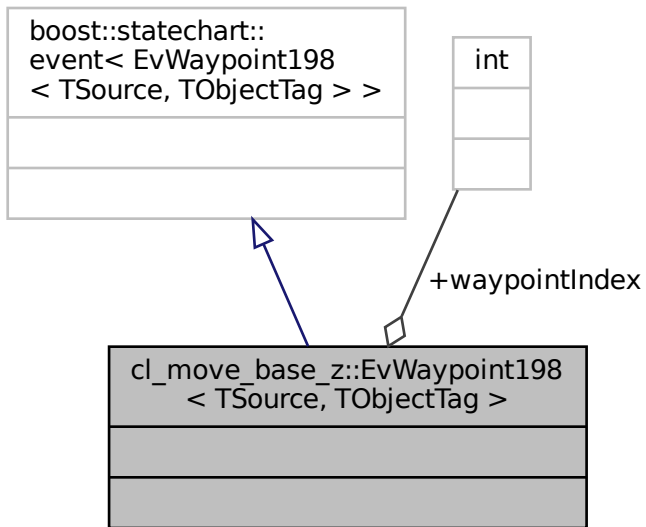 boost::statechart::
event< EvWaypoint198
< TSource, TObjectTag > >
int
+waypointIndex
cl_move_base_z::EvWaypoint198
< TSource, TObjectTag >